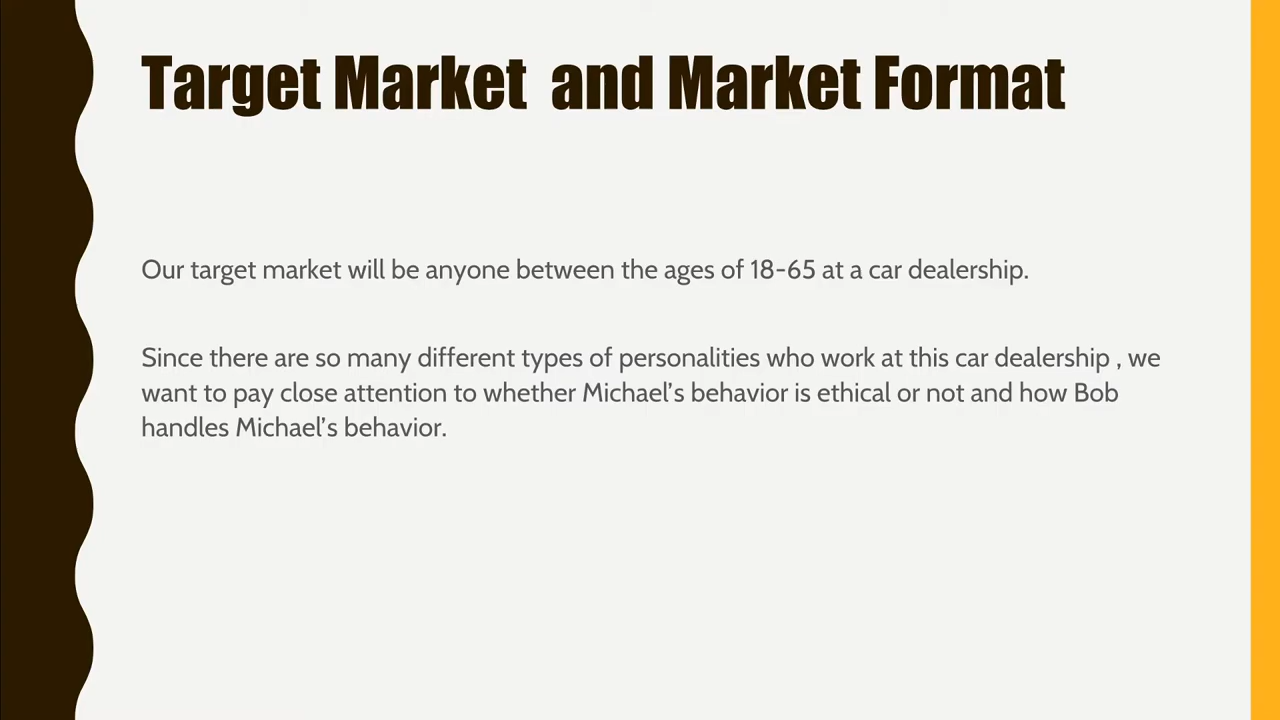 Target Market  and Market Format
Our target market will be anyone between the ages of 18-65 at a car dealership.
Since there are so many different types of personalities who work at this car dealership , we
want to pay close attention to whether Michael’s behavior is ethical or not and how Bob
handles Michael’s behavior.